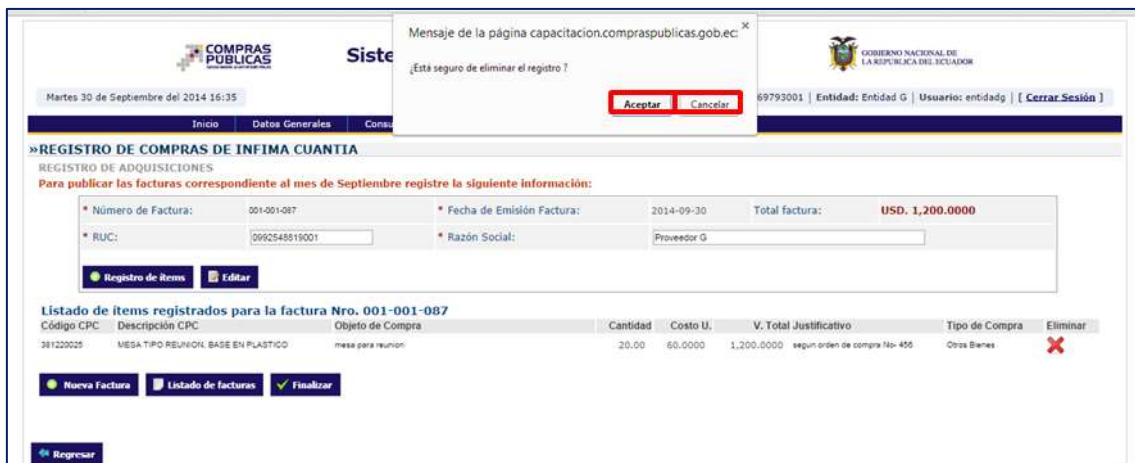 Mensaje de la página capacitacion.compraspublicas.gob.ec: ×
¿Está seguro de eliminar el registro ?
Aceptar Cancelar
COMPRAS
PÚBLICAS
Siste
GOBIERNO NACIONAL DE
LA REPUBLICA DEL ECUADOR
Martes 30 de Septiembre del 2014 16:35
69793001 | Entidad: Entidad G | Usuario: entidadg | [ Cerrar Sesión ]
Inicio Datos Generales Consu
»REGISTRO DE COMPRAS DE INFIMA CUANTIA
REGISTRO DE ADQUISICIONES
Para publicar las facturas correspondiente al mes de Septiembre registre la siguiente información:
* Número de Factura: 001-001-087 * Fecha de Emisión Factura: 2014-09-30 Total factura: USD. 1,200.0000
* RUC: 0992548819001 * Razón Social: Proveedor G
Registro de ítems Editar
Listado de ítems registrados para la factura Nro. 001-001-087
Código CPC Descripción CPC Objeto de Compra Cantidad Costo U. V. Total Justificativo Tipo de Compra Eliminar
381220025 MESA TIPO REUNION, BASE EN PLASTICO mesa para reunion 20.00 60.0000 1,200.0000 segun orden de compra No- 456 Otros Bienes
Nueva Factura Listado de facturas Finalizar
Regresar